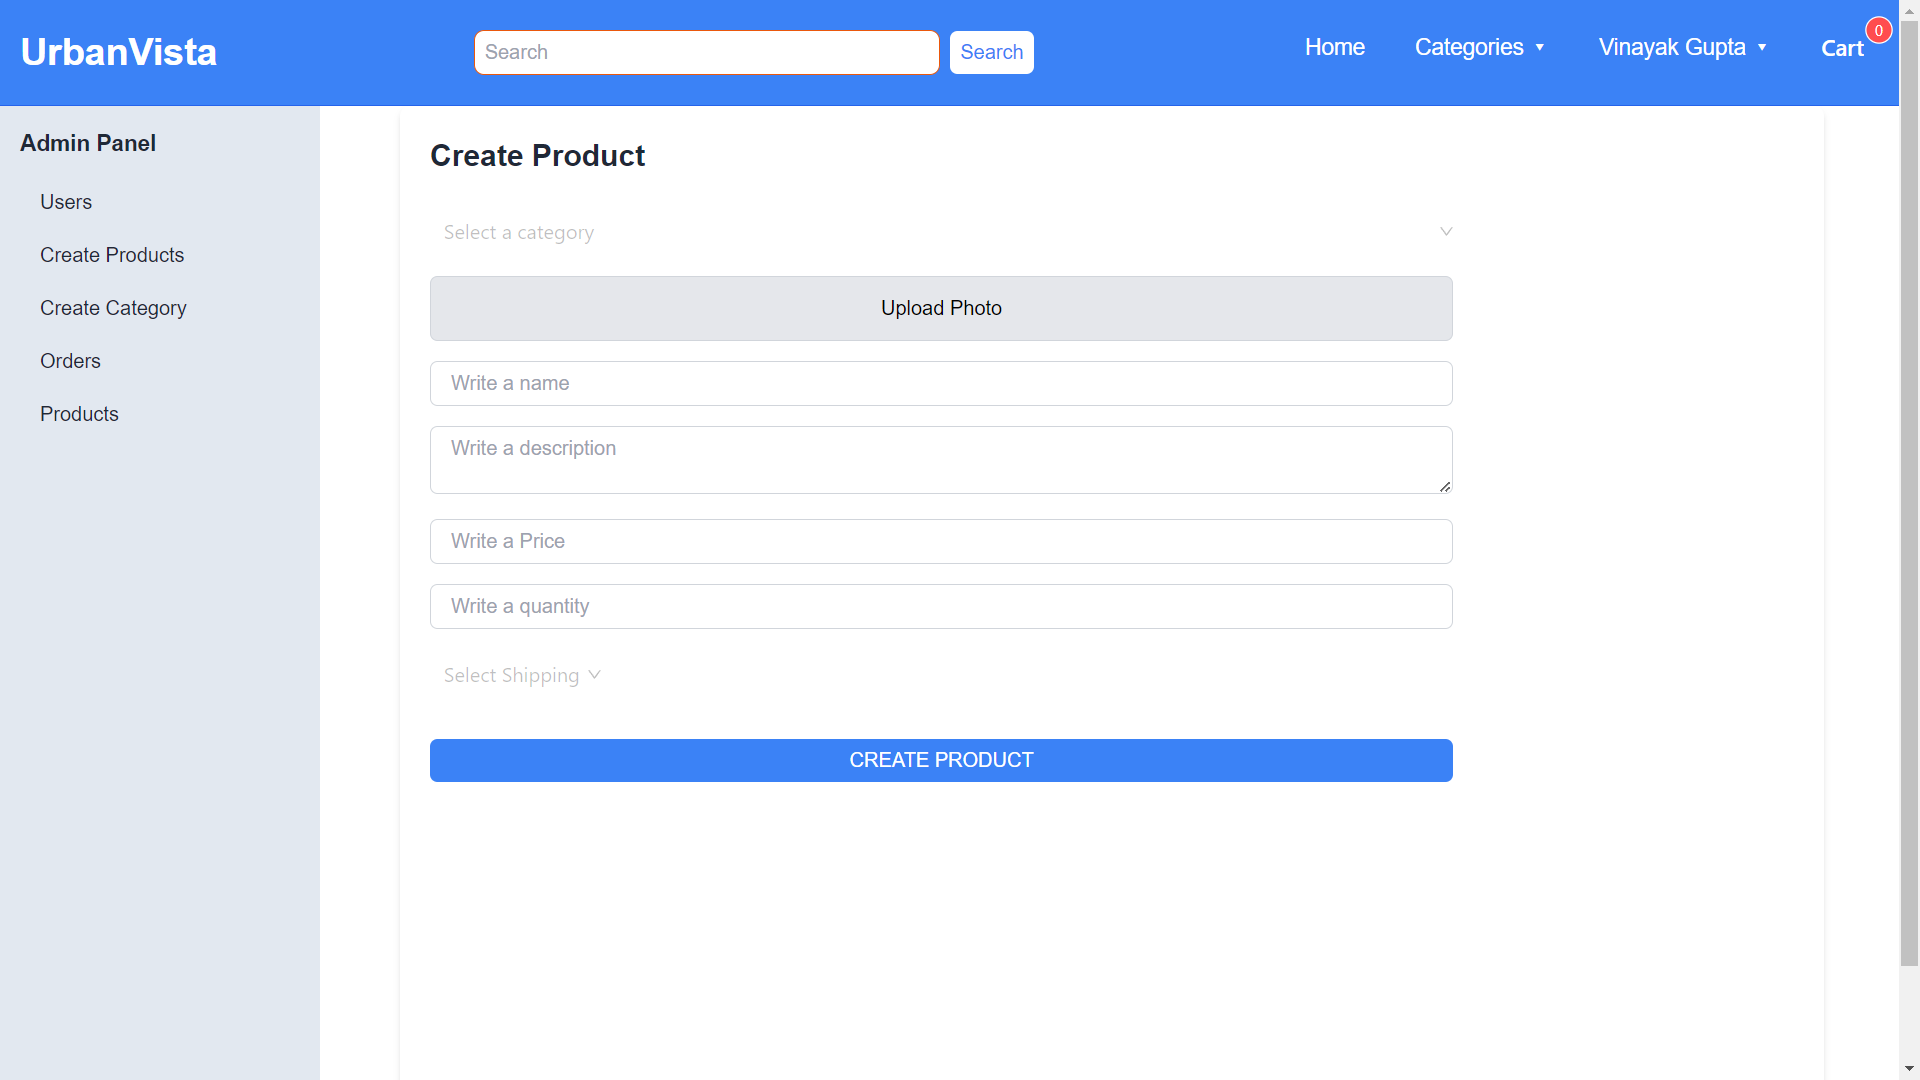 UrbanVista
Search
Search
Home
Categories
Vinayak Gupta
Cart
0
Admin Panel
Users
Create Products
Create Category
Orders
Products
Create Product
Select a category
Upload Photo
Write a name
Write a description
Write a Price
Write a quantity
Select Shipping
CREATE PRODUCT